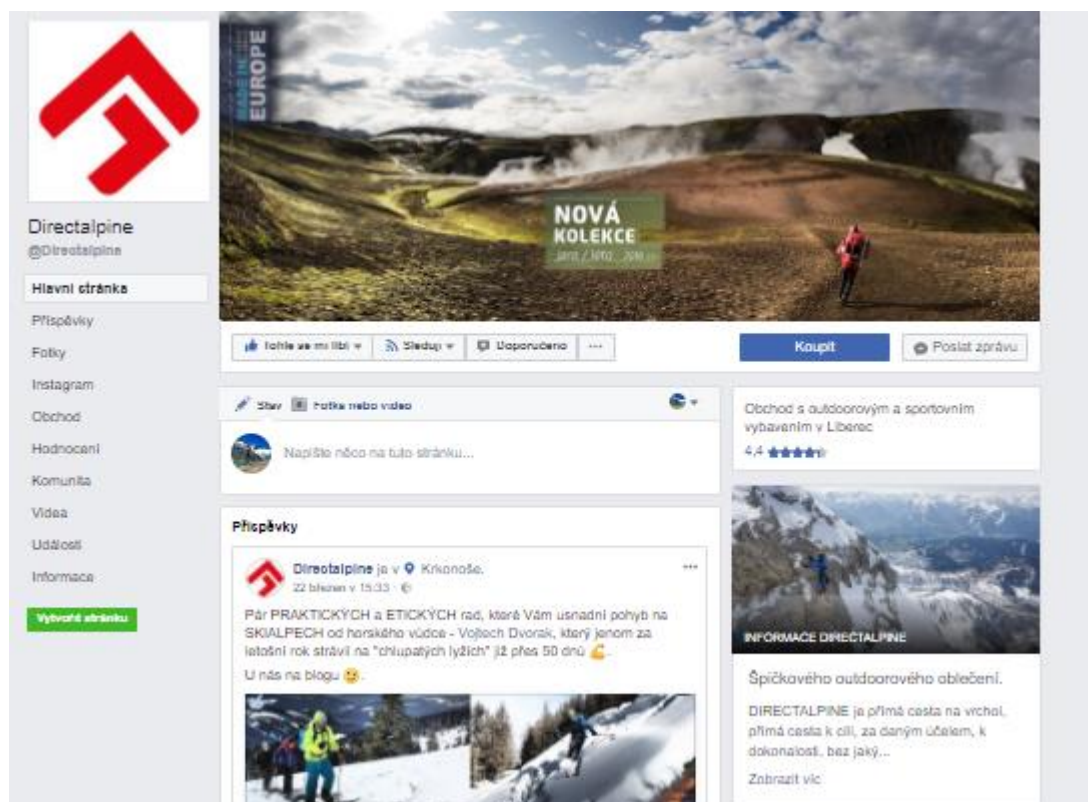 MADE IN
EUROPE
NOVÁ
KOLEKCE
jaro / léto
Directalpine
@Directalpine
Hlavní stránka
Příspěvky
Fotky
Instagram
Obchod
Hodnocení
Komunita
Videa
Události
Informace
Vytvořit stránku
Tohle se mi líbí
Sleduji
Doporučeno
...
Koupit
Poslat zprávu
Stav
Fotka nebo video
Napište něco na tuto stránku...
Příspěvky
Directalpine je v Krkonoše.
22 březen v 15:33
Pár PRAKTICKÝCH a ETICKÝCH rad, které Vám usnadní pohyb na
SKIALPECH od horského vůdce - Vojtech Dvorak, který jenom za
letošní rok strávil na "chlupatých lyžích" již přes 50 dnů
U nás na blogu
Obchod s outdoorovým a sportovním
vybavením v Liberec
4,4
INFORMACE DIRECTALPINE
Špičkového outdoorového oblečení.
DIRECTALPINE je přímá cesta na vrchol,
přímá cesta k cíli, za daným účelem, k
dokonalosti, bez jaký...
Zobrazit víc